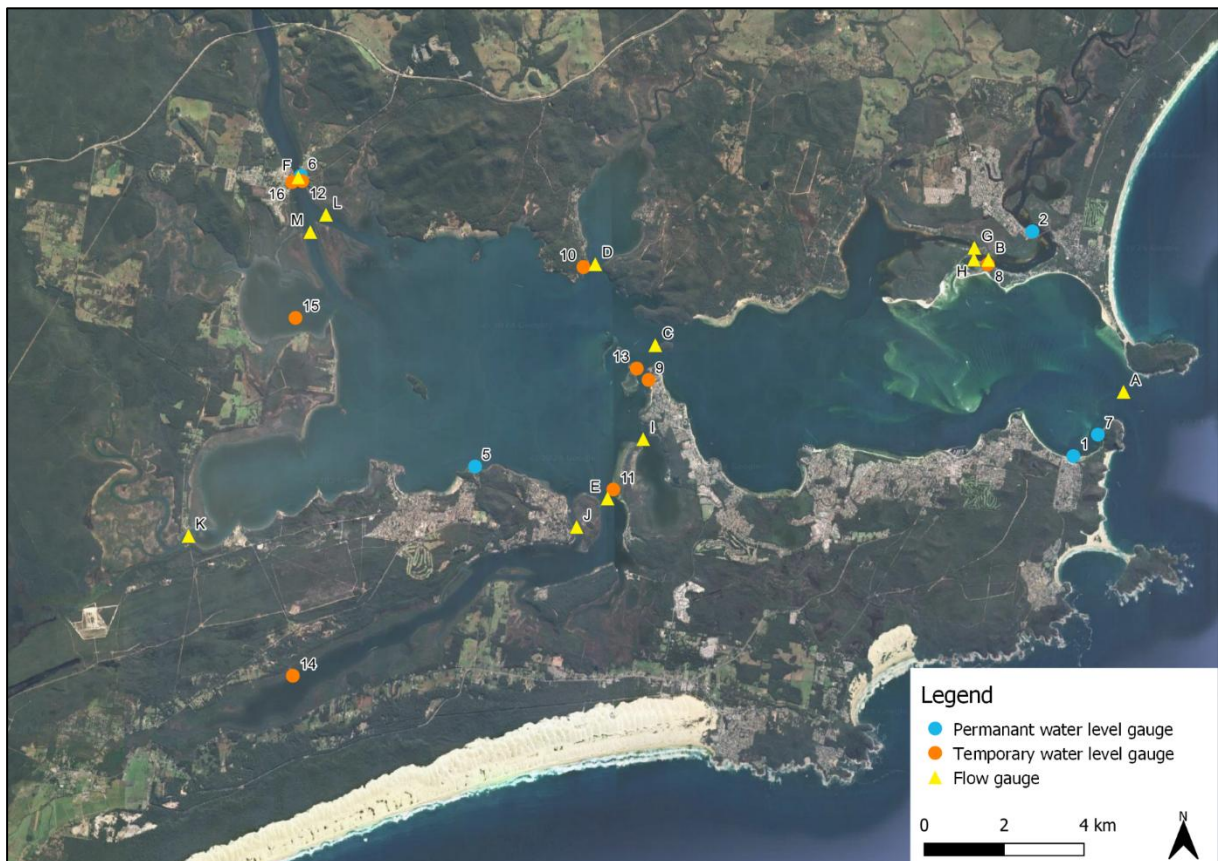 F
6
16
12
L
M
2
G
B
10
D
H
8
15
C
13
9
A
I
7
5
1
11
E
J
K
14
Legend
Permanant water level gauge
Temporary water level gauge
Flow gauge
0 2 4 km
N